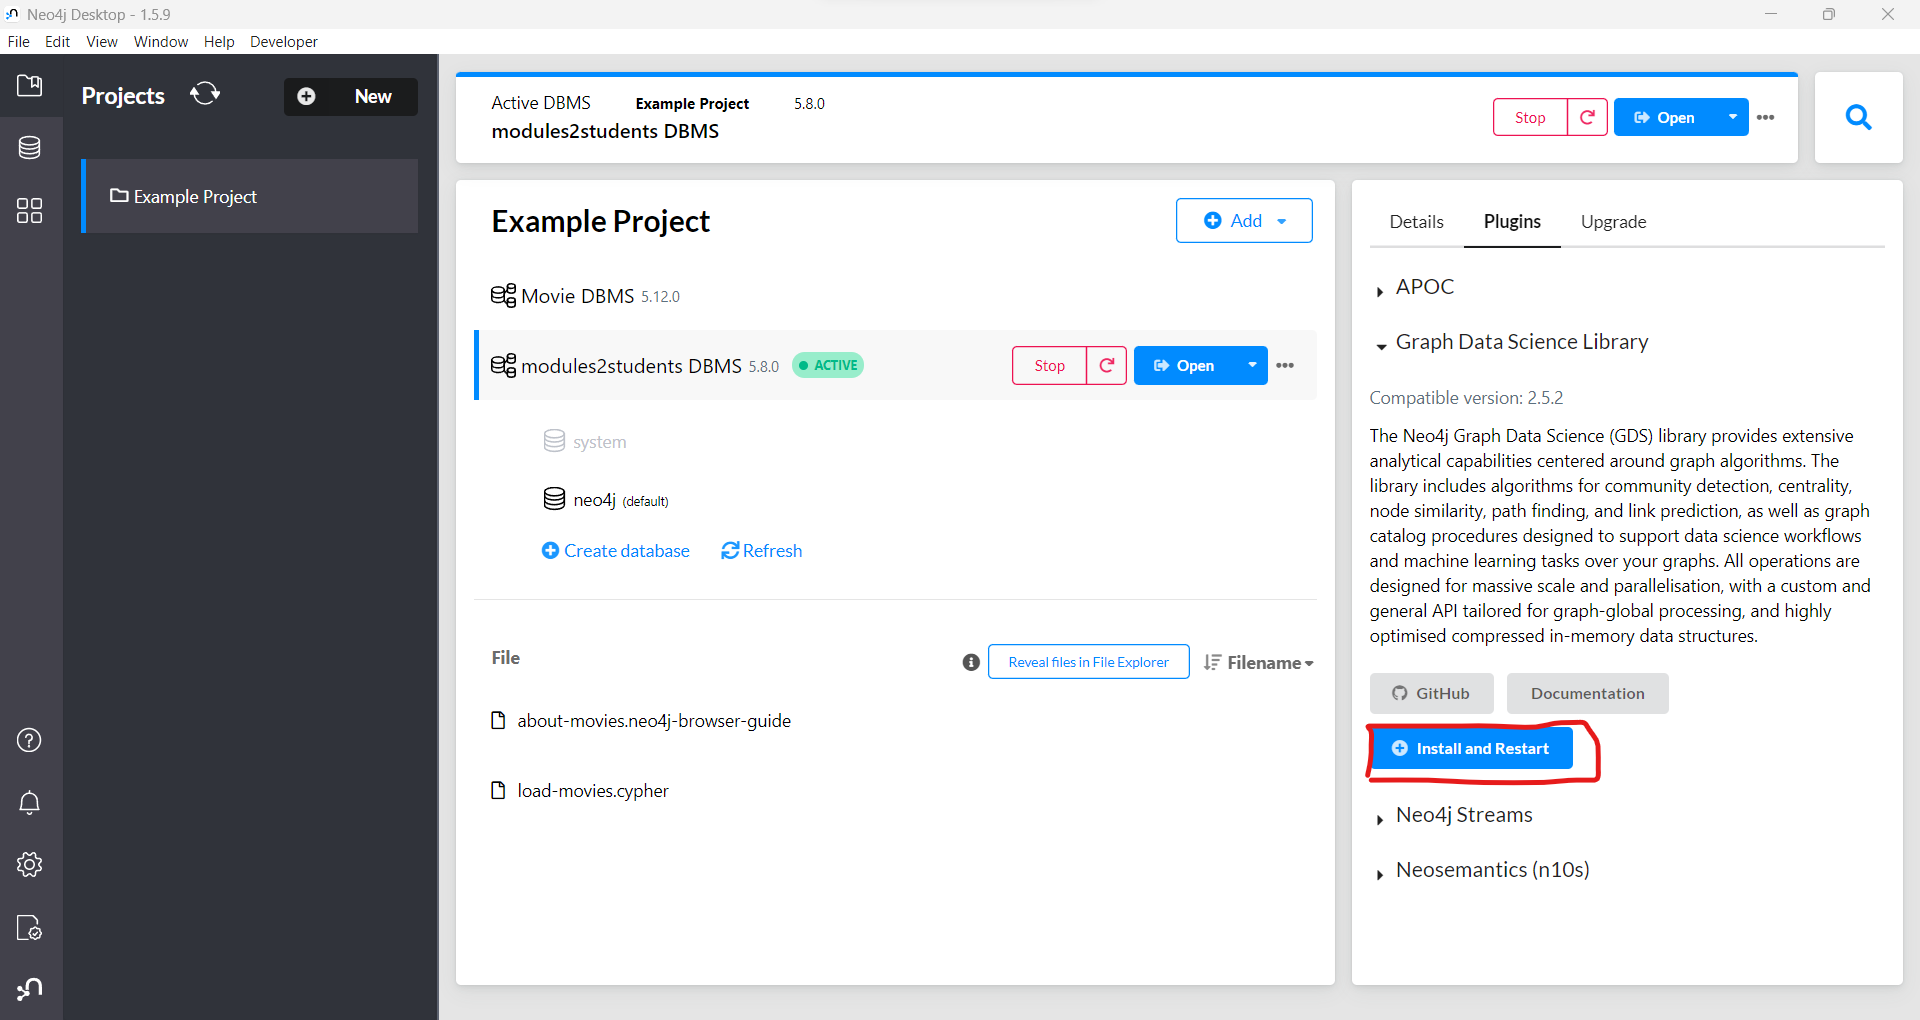 Neo4j Desktop - 1.5.9
File Edit View Window Help Developer
Projects
New
Example Project
Active DBMS Example Project 5.8.0
modules2students DBMS
Stop
Open
Example Project
Add
Movie DBMS 5.12.0
modules2students DBMS 5.8.0 ACTIVE
Stop
Open
system
neo4j (default)
Create database
Refresh
File
Reveal files in File Explorer
Filename
about-movies.neo4j-browser-guide
load-movies.cypher
Details Plugins Upgrade
APOC
Graph Data Science Library
Compatible version: 2.5.2
The Neo4j Graph Data Science (GDS) library provides extensive
analytical capabilities centered around graph algorithms. The
library includes algorithms for community detection, centrality,
node similarity, path finding, and link prediction, as well as graph
catalog procedures designed to support data science workflows
and machine learning tasks over your graphs. All operations are
designed for massive scale and parallelisation, with a custom and
general API tailored for graph-global processing, and highly
optimised compressed in-memory data structures.
GitHub
Documentation
Install and Restart
Neo4j Streams
Neosemantics (n10s)